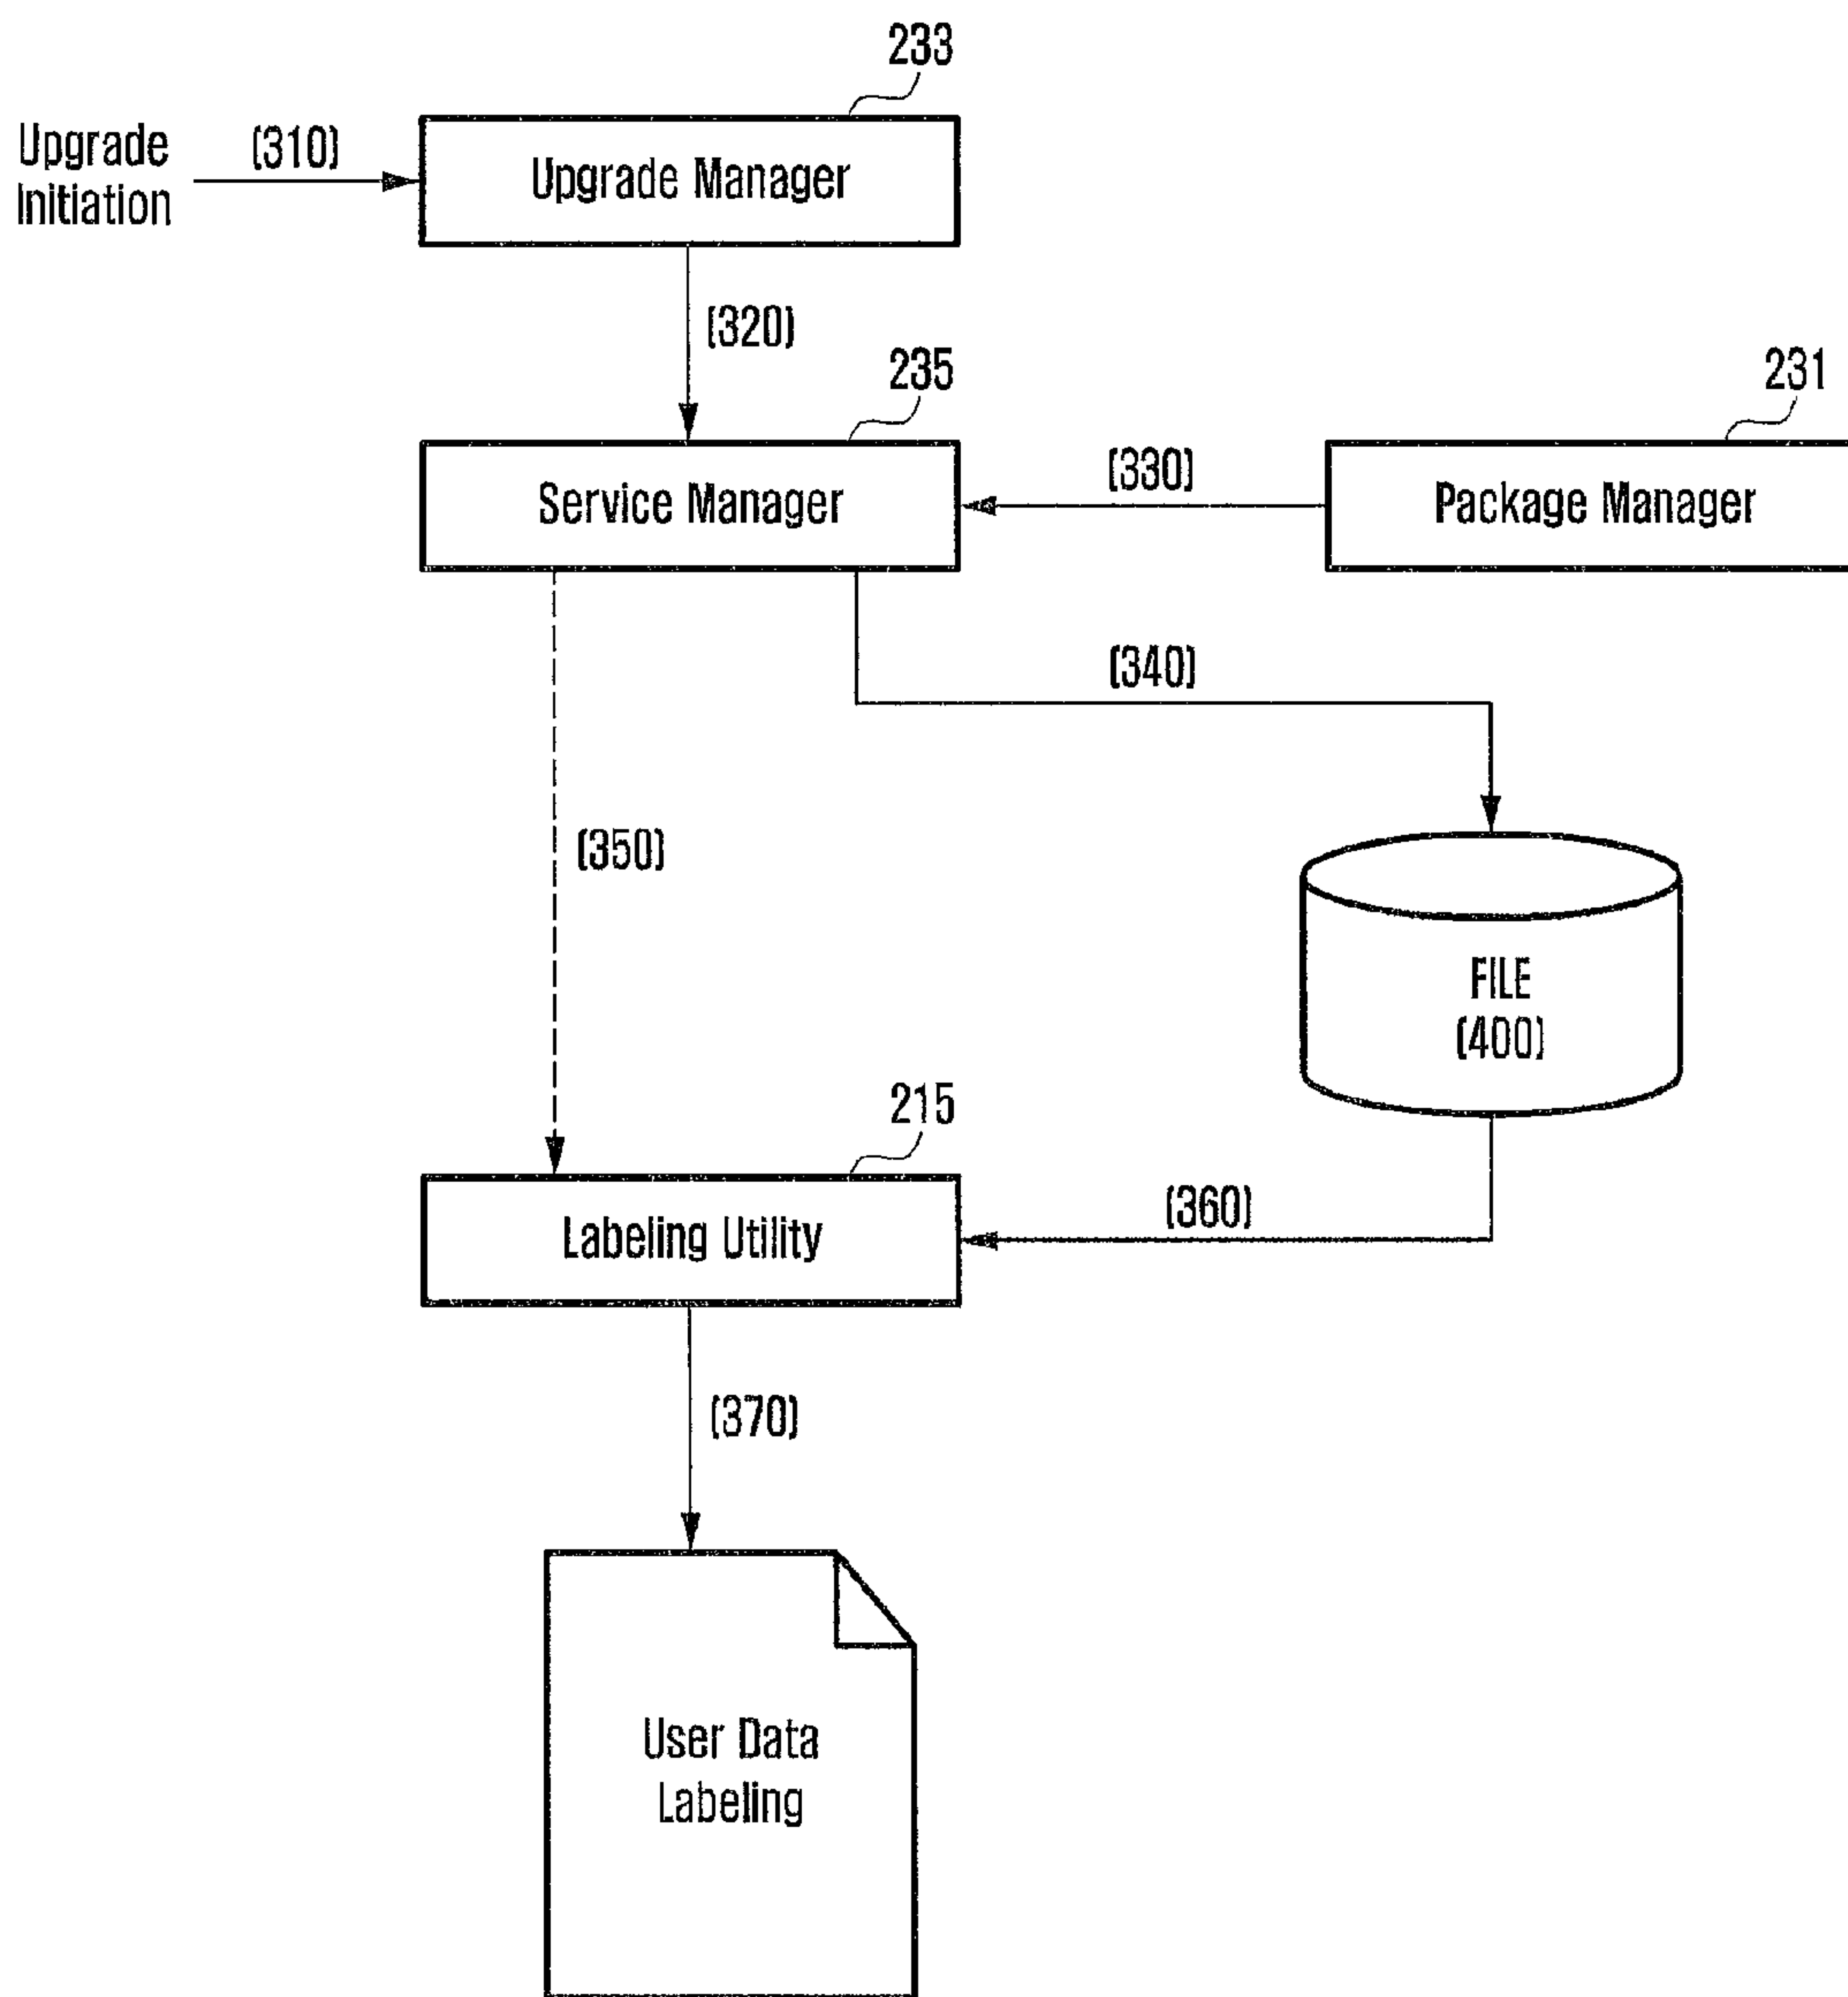 233
Upgrade
Initiation
(310)
Upgrade Manager
(320)
235
231
Service Manager
(330)
Package Manager
(340)
(350)
FILE
(400)
215
Labeling Utility
(360)
(370)
User Data
Labeling